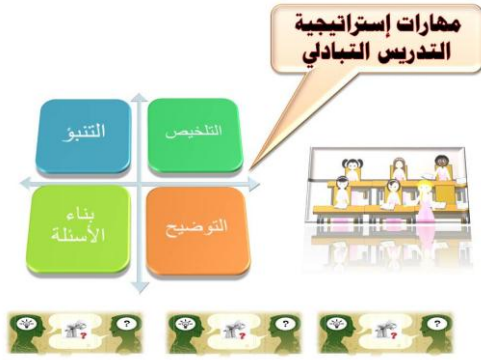 مهارات إستراتيجية
التدريس التبادلي
التلخيص
التنبؤ
التوضيح
بناء
الأسئلة